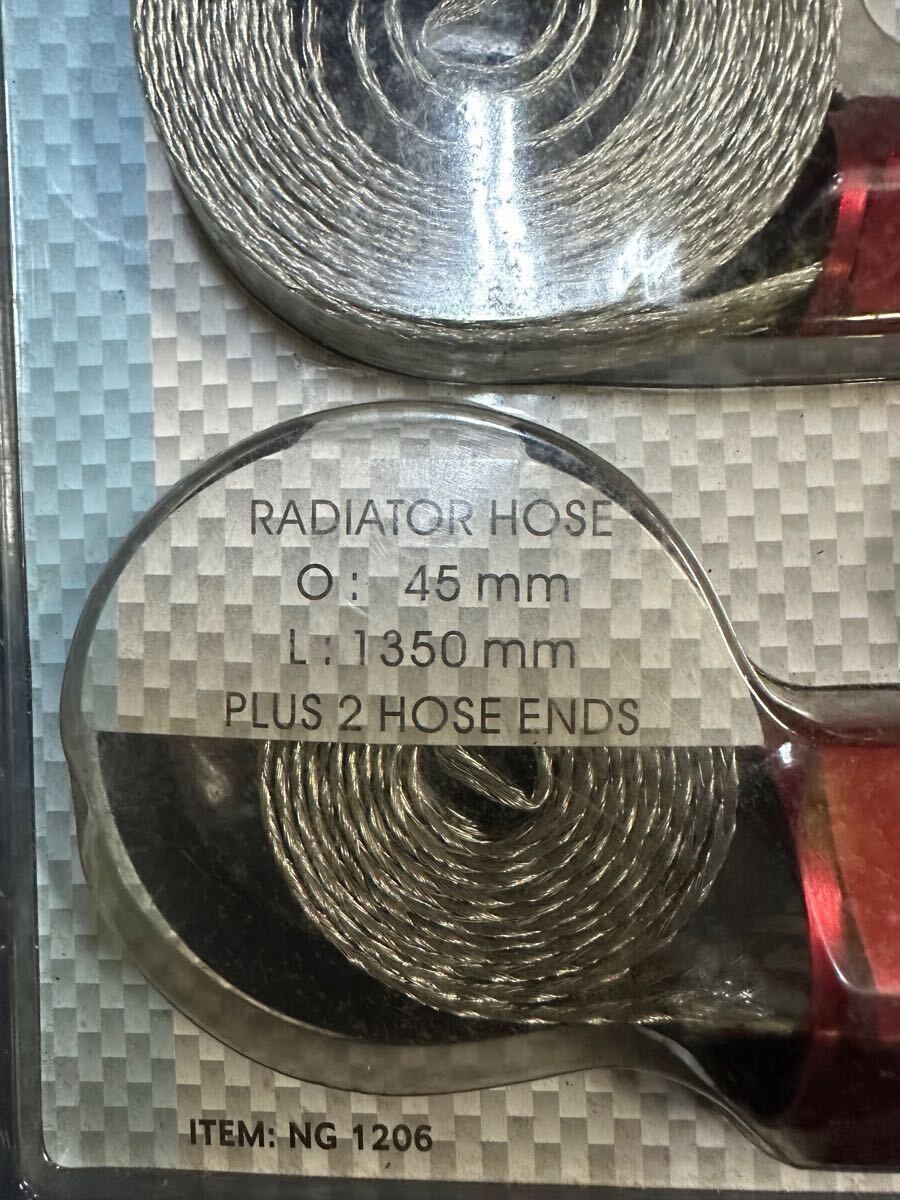 RADIATOR HOSE
O: 45 mm
L: 1350 mm
PLUS 2 HOSE ENDS
ITEM: NG 1206